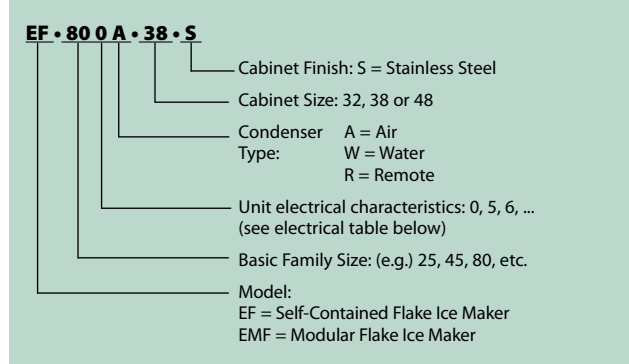 EF • 80 0 A • 38 • S
Cabinet Finish: S = Stainless Steel
Cabinet Size: 32, 38 or 48
Condenser A = Air
Type: W = Water
R = Remote
Unit electrical characteristics: 0, 5, 6, ...
(see electrical table below)
Basic Family Size: (e.g.) 25, 45, 80, etc.
Model:
EF = Self-Contained Flake Ice Maker
EMF = Modular Flake Ice Maker